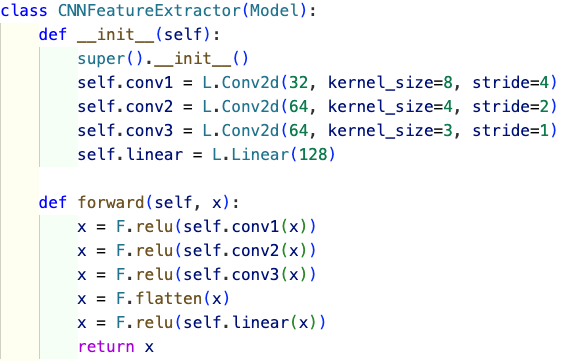 class CNNFeatureExtractor(Model):
    def __init__(self):
        super().__init__()
        self.conv1 = L.Conv2d(32, kernel_size=8, stride=4)
        self.conv2 = L.Conv2d(64, kernel_size=4, stride=2)
        self.conv3 = L.Conv2d(64, kernel_size=3, stride=1)
        self.linear = L.Linear(128)

    def forward(self, x):
        x = F.relu(self.conv1(x))
        x = F.relu(self.conv2(x))
        x = F.relu(self.conv3(x))
        x = F.flatten(x)
        x = F.relu(self.linear(x))
        return x